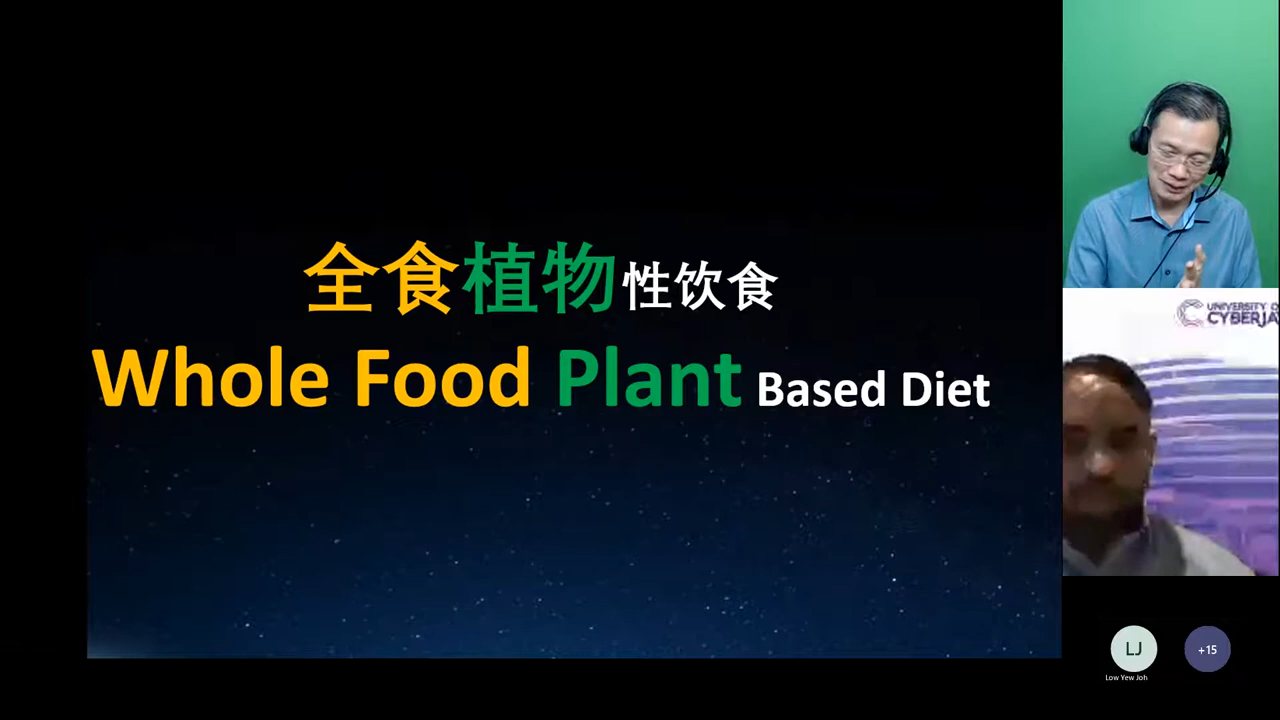 全食植物性饮食
Whole Food Plant Based Diet
UNIVERSITY O
CYBERJA
LJ
+15
Low Yew Joh